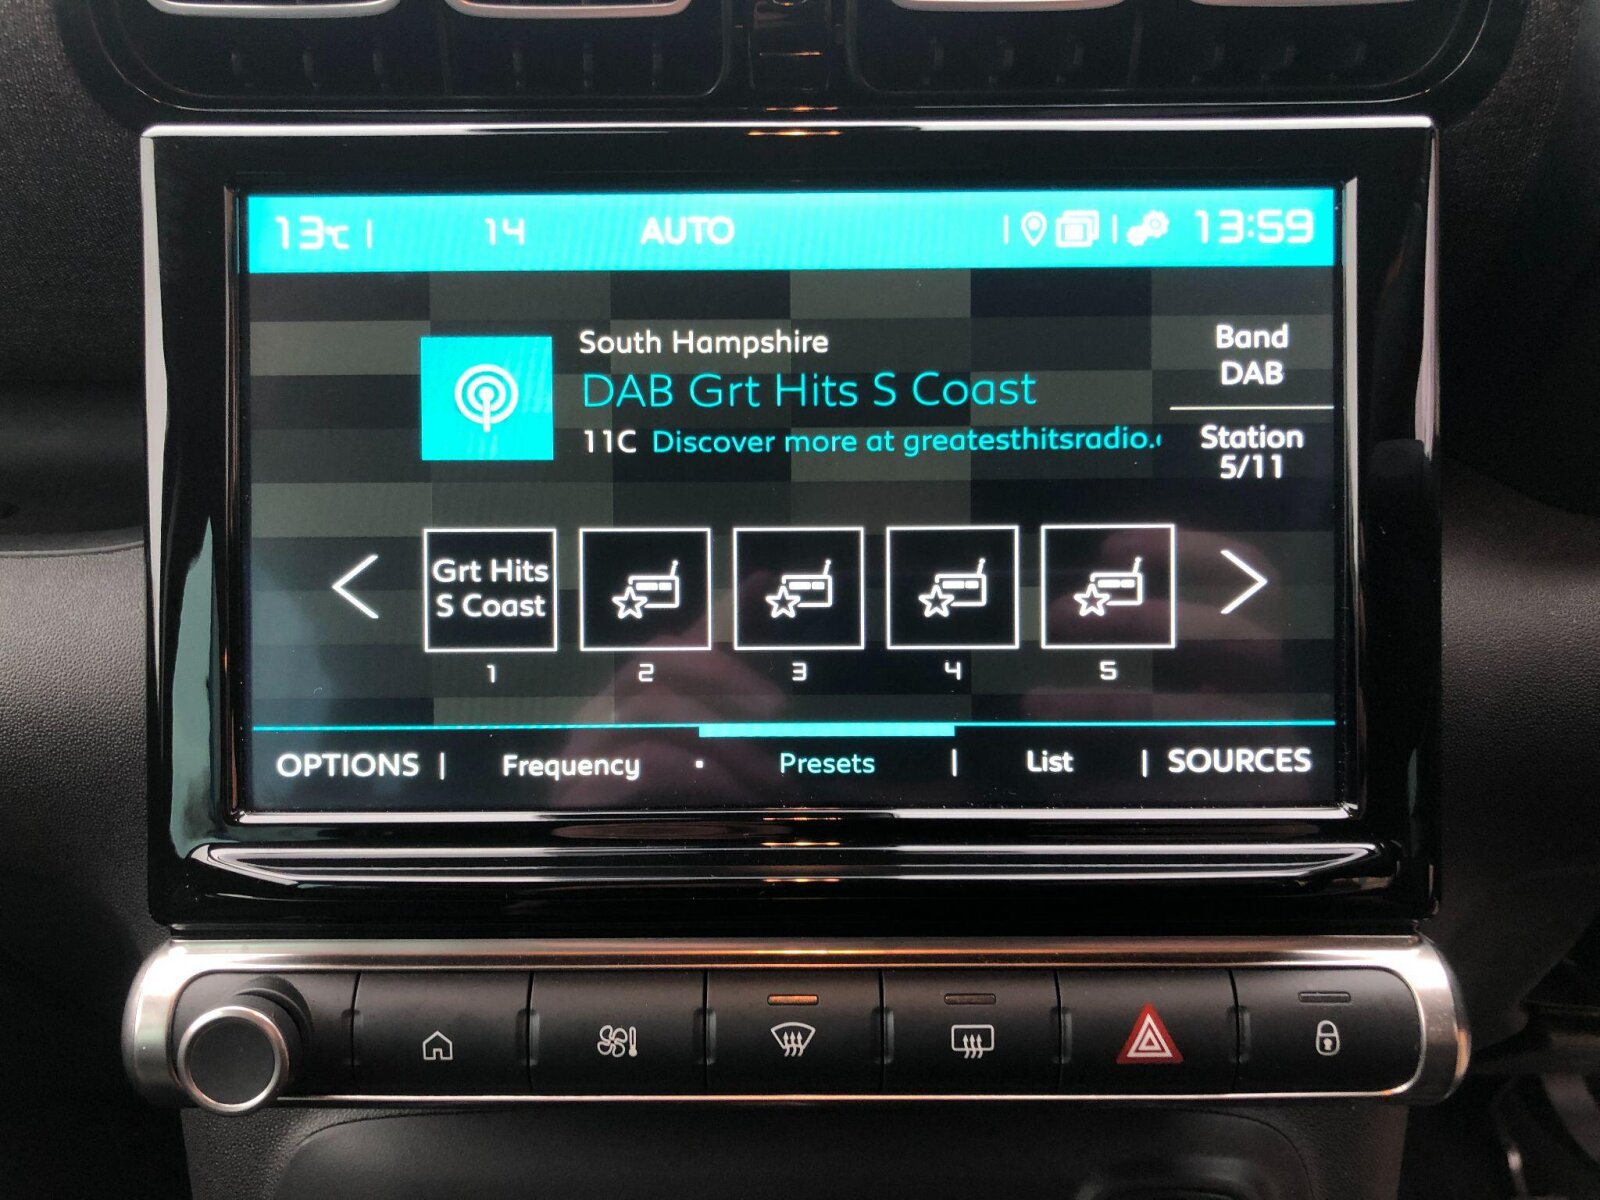 13℃ | 14 AUTO | | 13:59
South Hampshire
DAB Grt Hits S Coast
11C Discover more at greatesthitsradio.
Band
DAB
Station
5/11
Grt Hits
S Coast
1 2 3 4 5
OPTIONS | Frequency · Presets | List | SOURCES